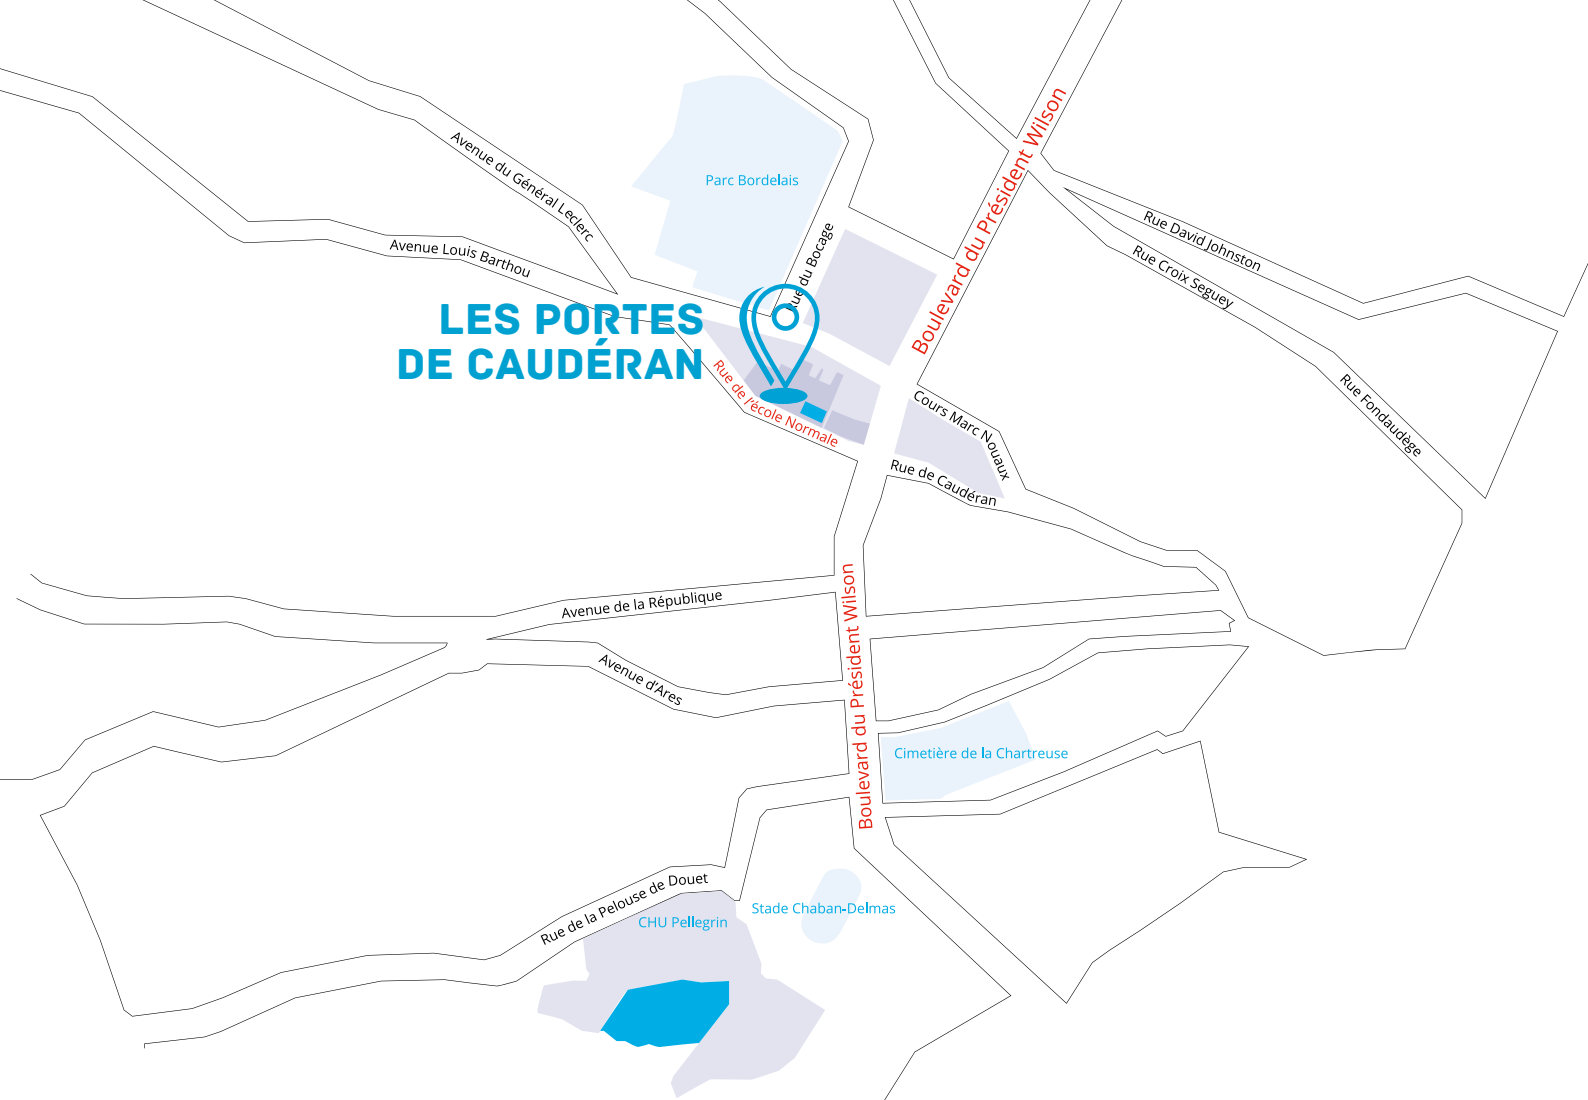 Parc Bordelais
Avenue du Général Leclerc
Avenue Louis Barthou
Rue du Bocage
Boulevard du Président Wilson
Rue David Johnston
Rue Croix Seguey
Rue Fondaudège
LES PORTES
DE CAUDÉRAN
Rue de l'école Normale
Cours Marc Nouaux
Rue de Caudéran
Avenue de la République
Avenue d'Ares
Boulevard du Président Wilson
Cimetière de la Chartreuse
Rue de la Pelouse de Douet
CHU Pellegrin
Stade Chaban-Delmas